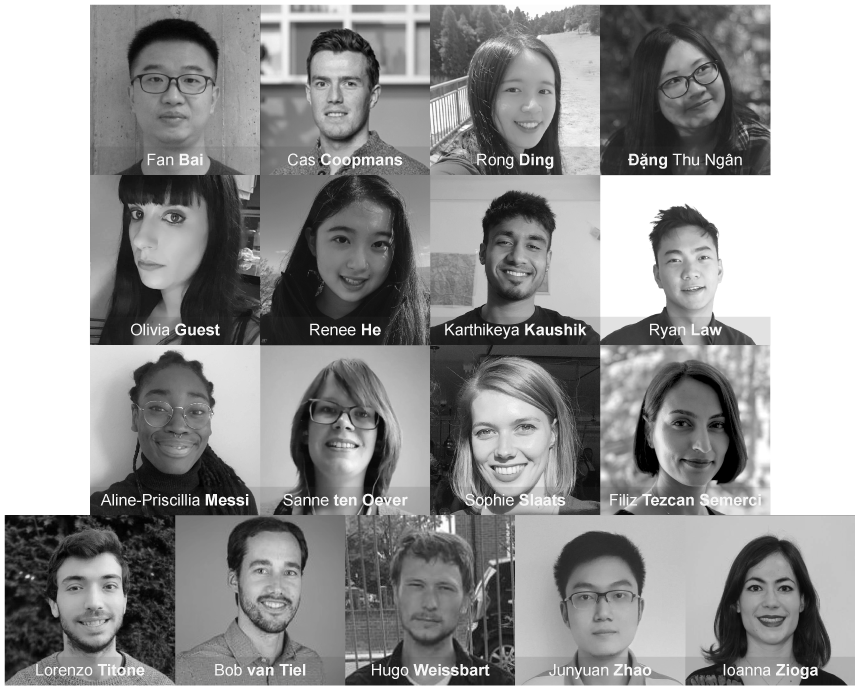 Fan Bai
Cas Coopmans
Rong Ding
Đặng Thu Ngân
Olivia Guest
Renee He
Karthikeya Kaushik
Ryan Law
Aline-Priscillia Messi
Sanne ten Oever
Sophie Slaats
Filiz Tezcan Semerci
Lorenzo Titone
Bob van Tiel
Hugo Weissbart
Junyuan Zhao
Ioanna Zioga